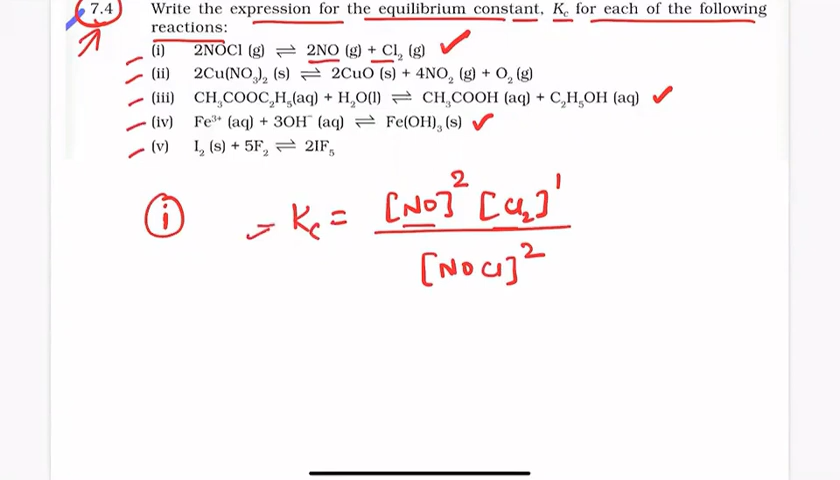 7.4 Write the expression for the equilibrium constant, Kc for each of the following
reactions:
(i) 2NOCl (g) ⇌ 2NO (g) + Cl₂ (g)
(ii) 2Cu(NO₃)₂ (s) ⇌ 2CuO (s) + 4NO₂ (g) + O₂ (g)
(iii) CH₃COOC₂H₅(aq) + H₂O(l) ⇌ CH₃COOH (aq) + C₂H₅OH (aq)
(iv) Fe³⁺ (aq) + 3OH⁻ (aq) ⇌ Fe(OH)₃ (s)
(v) I₂ (s) + 5F₂ ⇌ 2IF₅
(i) Kc = [NO]² [Cl₂]¹
[NOCl]²